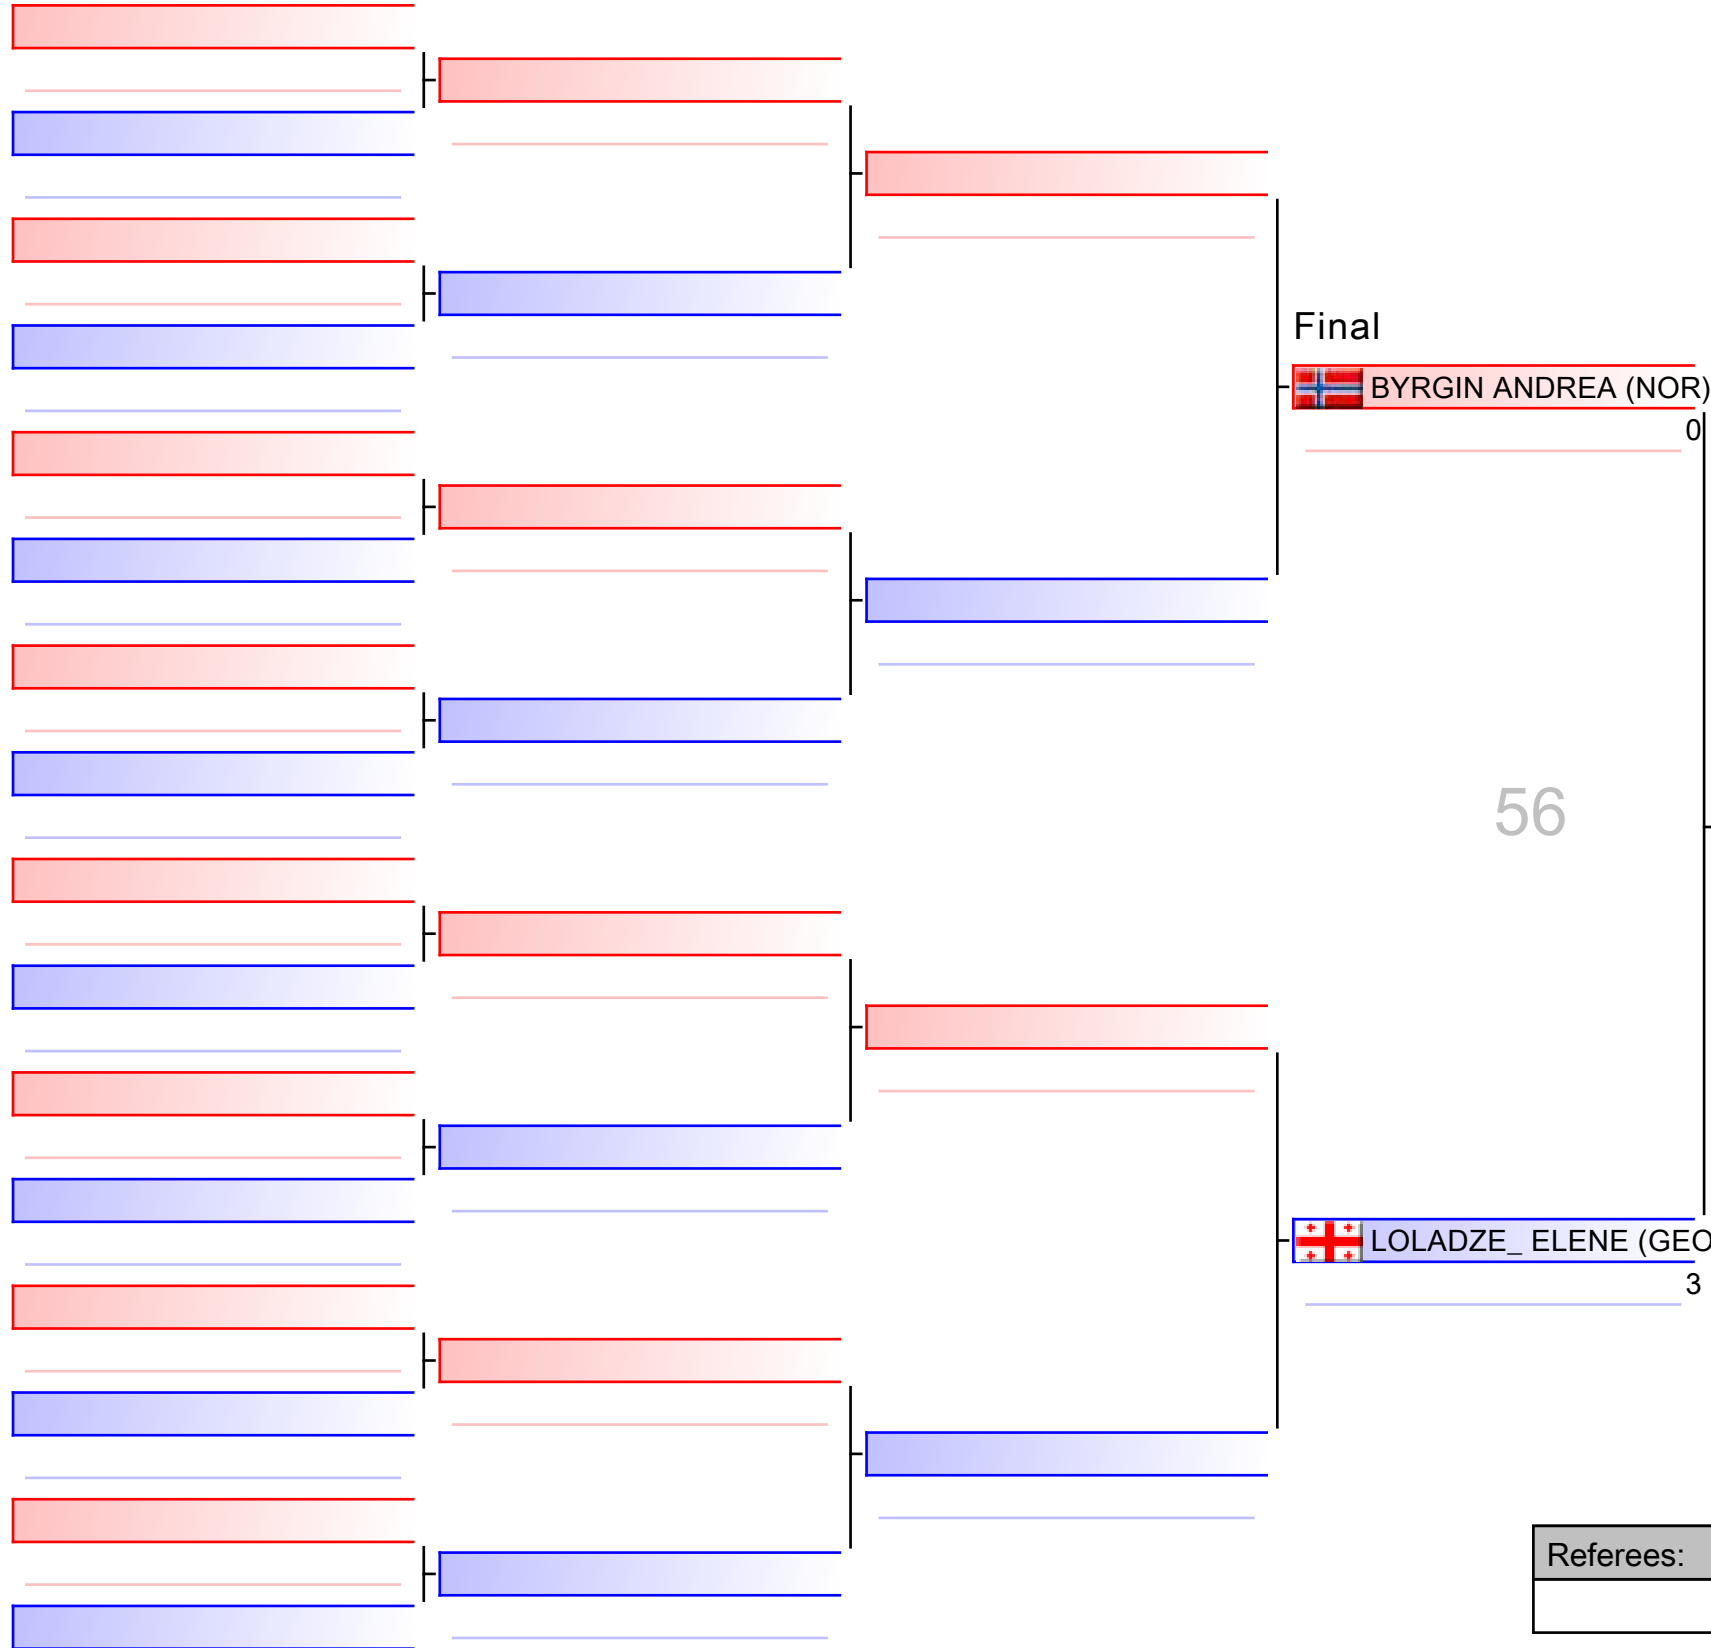 Final
BYRGIN ANDREA (NOR)
0
56
LOLADZE_ ELENE (GEO
3
Referees: